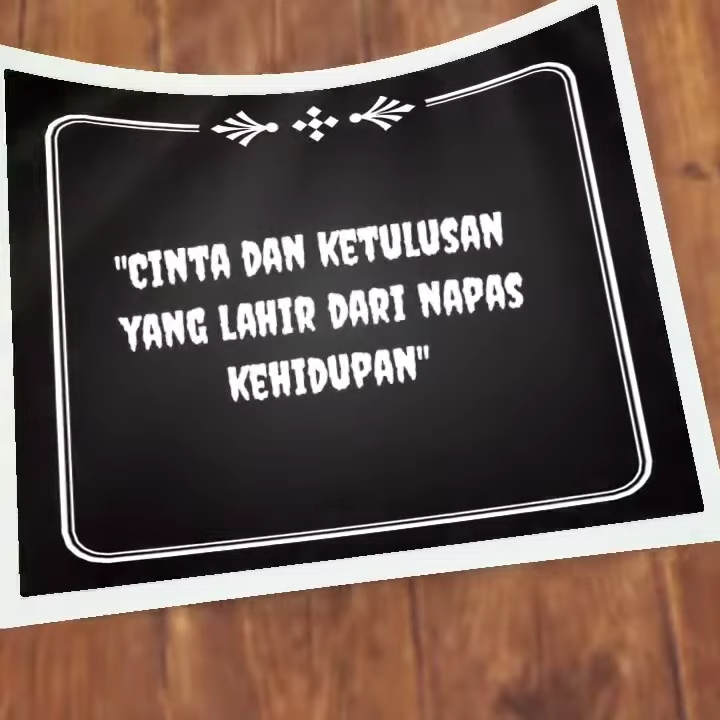 "CINTA DAN KETULUSAN
YANG LAHIR DARI NAPAS
KEHIDUPAN"